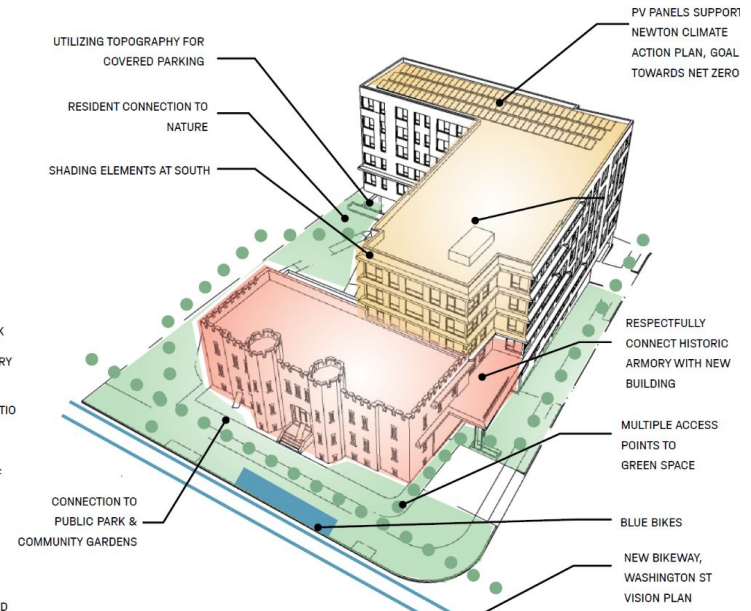 PV PANELS SUPPORT
NEWTON CLIMATE
ACTION PLAN, GOAL
TOWARDS NET ZERO
UTILIZING TOPOGRAPHY FOR
COVERED PARKING
RESIDENT CONNECTION TO
NATURE
SHADING ELEMENTS AT SOUTH
RESPECTFULLY
CONNECT HISTORIC
ARMORY WITH NEW
BUILDING
MULTIPLE ACCESS
POINTS TO
GREEN SPACE
CONNECTION TO
PUBLIC PARK &
COMMUNITY GARDENS
BLUE BIKES
NEW BIKEWAY,
WASHINGTON ST
VISION PLAN